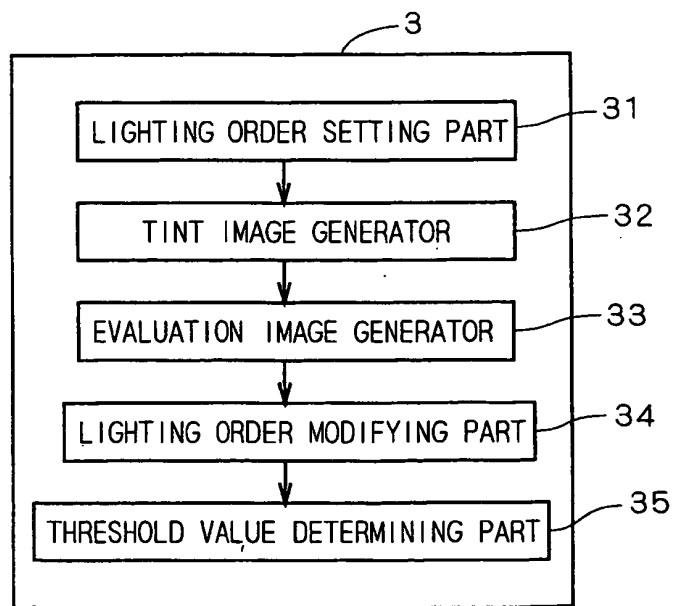 3
LIGHTING ORDER SETTING PART 31
TINT IMAGE GENERATOR 32
EVALUATION IMAGE GENERATOR 33
LIGHTING ORDER MODIFYING PART 34
THRESHOLD VALUE DETERMINING PART 35